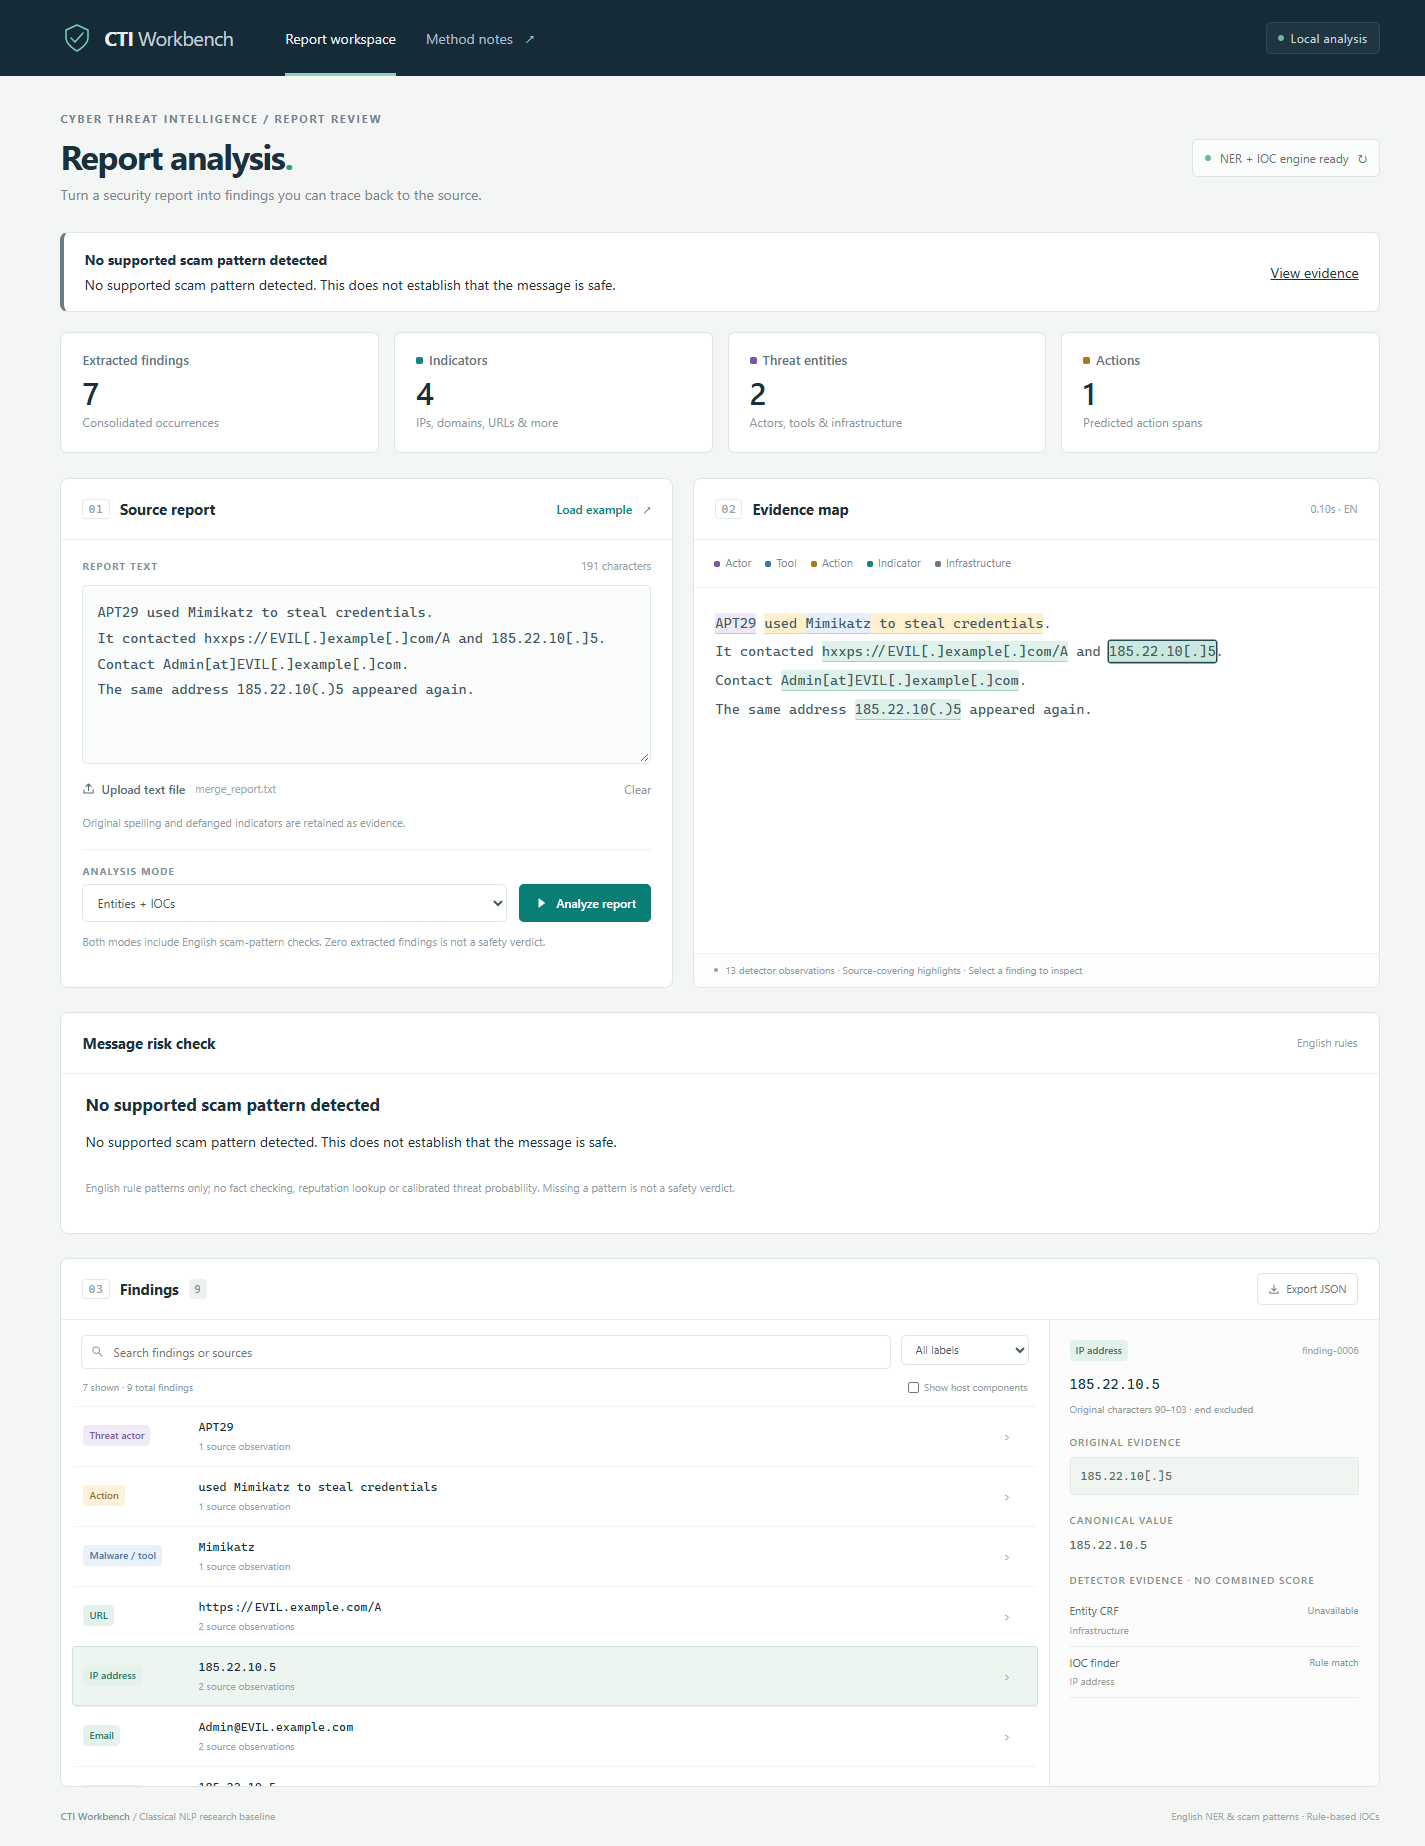 CTI Workbench
Report workspace
Method notes ↗
Local analysis
CYBER THREAT INTELLIGENCE / REPORT REVIEW
Report analysis.
NER + IOC engine ready ↻
Turn a security report into findings you can trace back to the source.
No supported scam pattern detected
No supported scam pattern detected. This does not establish that the message is safe.
View evidence
Extracted findings
7
Consolidated occurrences
Indicators
4
IPs, domains, URLs & more
Threat entities
2
Actors, tools & infrastructure
Actions
1
Predicted action spans
01 Source report
Load example ↗
REPORT TEXT
191 characters
APT29 used Mimikatz to steal credentials.
It contacted hxxps://EVIL[.]example[.]com/A and 185.22.10[.]5.
Contact Admin[at]EVIL[.]example[.]com.
The same address 185.22.10(.)5 appeared again.
Upload text file merge_report.txt
Clear
Original spelling and defanged indicators are retained as evidence.
ANALYSIS MODE
Entities + IOCs
Analyze report
Both modes include English scam-pattern checks. Zero extracted findings is not a safety verdict.
02 Evidence map
0.10s · EN
Actor Tool Action Indicator Infrastructure
APT29 used Mimikatz to steal credentials.
It contacted hxxps://EVIL[.]example[.]com/A and 185.22.10[.]5.
Contact Admin[at]EVIL[.]example[.]com.
The same address 185.22.10(.)5 appeared again.
13 detector observations · Source-covering highlights · Select a finding to inspect
Message risk check
English rules
No supported scam pattern detected
No supported scam pattern detected. This does not establish that the message is safe.
English rule patterns only; no fact checking, reputation lookup or calibrated threat probability. Missing a pattern is not a safety verdict.
03 Findings 9
Export JSON
Search findings or sources
All labels
7 shown · 9 total findings
Show host components
Threat actor
APT29
1 source observation
Action
used Mimikatz to steal credentials
1 source observation
Malware / tool
Mimikatz
1 source observation
URL
https://EVIL.example.com/A
2 source observations
IP address
185.22.10.5
2 source observations
Email
Admin@EVIL.example.com
2 source observations
185.22.10.5
IP address
finding-0006
185.22.10.5
Original characters 90–103 · end excluded
ORIGINAL EVIDENCE
185.22.10[.]5
CANONICAL VALUE
185.22.10.5
DETECTOR EVIDENCE · NO COMBINED SCORE
Entity CRF
Unavailable
Infrastructure
IOC finder
Rule match
IP address
CTI Workbench / Classical NLP research baseline
English NER & scam patterns · Rule-based IOCs